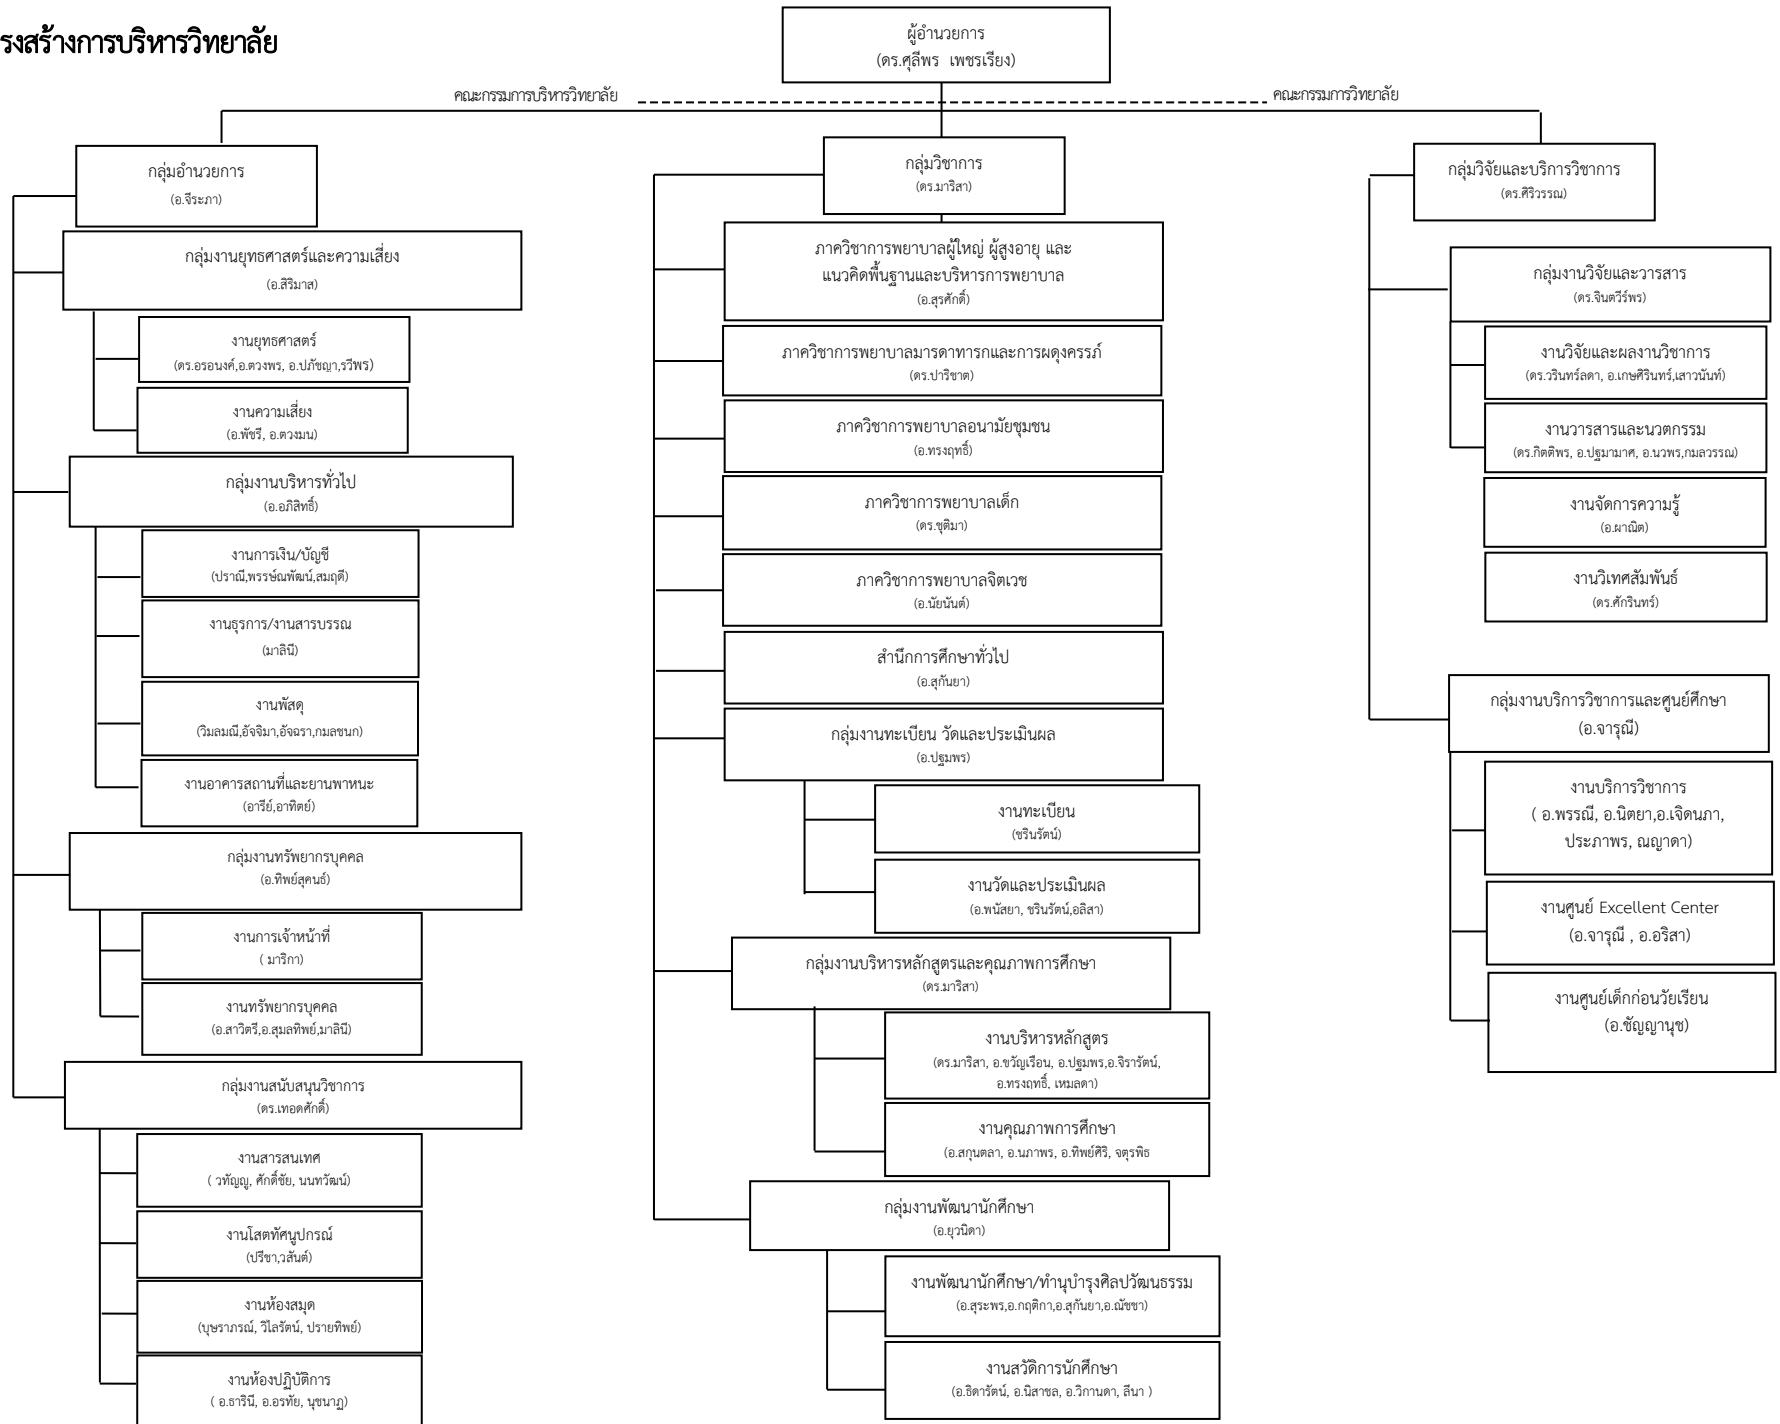 รงสร้างการบริหารวิทยาลัย
ผู้อำนวยการ
(ดร.ศุลีพร เพชรเรียง)
คณะกรรมการบริหารวิทยาลัย
คณะกรรมการวิทยาลัย
กลุ่มอำนวยการ
(อ.จีระภา)
กลุ่มงานยุทธศาสตร์และความเสี่ยง
(อ.สิริมาส)
งานยุทธศาสตร์
(ดร.อรอนงค์,อ.ตวงพร, อ.ปภัชญา,รวีพร)
งานความเสี่ยง
(อ.พัชรี, อ.ตวงมน)
กลุ่มงานบริหารทั่วไป
(อ.อภิสิทธิ์)
งานการเงิน/บัญชี
(ปราณี,พรรษ์ณพัฒน์,สมฤดี)
งานธุรการ/งานสารบรรณ
(มาลินี)
งานพัสดุ
(วิมลมณี,อัจจิมา,อัจฉรา,กมลชนก)
งานอาคารสถานที่และยานพาหนะ
(อารีย์,อาทิตย์)
กลุ่มงานทรัพยากรบุคคล
(อ.ทิพย์สุคนธ์)
งานการเจ้าหน้าที่
( มาริกา)
งานทรัพยากรบุคคล
(อ.สาวิตรี,อ.สุมลทิพย์,มาลินี)
กลุ่มงานสนับสนุนวิชาการ
(ดร.เทอดศักดิ์)
งานสารสนเทศ
( วทัญญู, ศักดิ์ชัย, นนทวัฒน์)
งานโสตทัศนูปกรณ์
(ปรีชา,วสันต์)
งานห้องสมุด
(บุษราภรณ์, วิไลรัตน์, ปรายทิพย์)
งานห้องปฏิบัติการ
( อ.ธารินี, อ.อรทัย, นุชนาฏ)
กลุ่มวิชาการ
(ดร.มาริสา)
ภาควิชาการพยาบาลผู้ใหญ่ ผู้สูงอายุ และ
แนวคิดพื้นฐานและบริหารการพยาบาล
(อ.สุรศักดิ์)
ภาควิชาการพยาบาลมารดาทารกและการผดุงครรภ์
(ดร.ปาริชาต)
ภาควิชาการพยาบาลอนามัยชุมชน
(อ.ทรงฤทธิ์)
ภาควิชาการพยาบาลเด็ก
(ดร.ชุติมา)
ภาควิชาการพยาบาลจิตเวช
(อ.นัยนันต์)
สำนึกการศึกษาทั่วไป
(อ.สุกันยา)
กลุ่มงานทะเบียน วัดและประเมินผล
(อ.ปฐมพร)
งานทะเบียน
(ชรินรัตน์)
งานวัดและประเมินผล
(อ.พนัสยา, ชรินรัตน์,อลิสา)
กลุ่มงานบริหารหลักสูตรและคุณภาพการศึกษา
(ดร.มาริสา)
งานบริหารหลักสูตร
(ดร.มาริสา, อ.ขวัญเรือน, อ.ปฐมพร,อ.จิรารัตน์,
อ.ทรงฤทธิ์, เหมลดา)
งานคุณภาพการศึกษา
(อ.สกุนตลา, อ.นภาพร, อ.ทิพย์ศิริ, จตุรพิธ
กลุ่มงานพัฒนานักศึกษา
(อ.ยุวนิดา)
งานพัฒนานักศึกษา/ทำนุบำรุงศิลปวัฒนธรรม
(อ.สุระพร,อ.กฤติกา,อ.สุกันยา,อ.ณัชชา)
งานสวัดิการนักศึกษา
(อ.ธิดารัตน์, อ.นิสาชล, อ.วิกานดา, ลีนา )
กลุ่มวิจัยและบริการวิชาการ
(ดร.ศิริวรรณ)
กลุ่มงานวิจัยและวารสาร
(ดร.จินตวีร์พร)
งานวิจัยและผลงานวิชาการ
(ดร.วรินทร์ลดา, อ.เกษศิรินทร์,เสาวนันท์)
งานวารสารและนวตกรรม
(ดร.กิตติพร, อ.ปฐมามาศ, อ.นวพร,กมลวรรณ)
งานจัดการความรู้
(อ.ผาณิต)
งานวิเทศสัมพันธ์
(ดร.ศักรินทร์)
กลุ่มงานบริการวิชาการและศูนย์ศึกษา
(อ.จารุณี)
งานบริการวิชาการ
( อ.พรรณี, อ.นิตยา,อ.เจิดนภา,
ประภาพร, ณญาดา)
งานศูนย์ Excellent Center
(อ.จารุณี , อ.อริสา)
งานศูนย์เด็กก่อนวัยเรียน
(อ.ชัญญานุช)